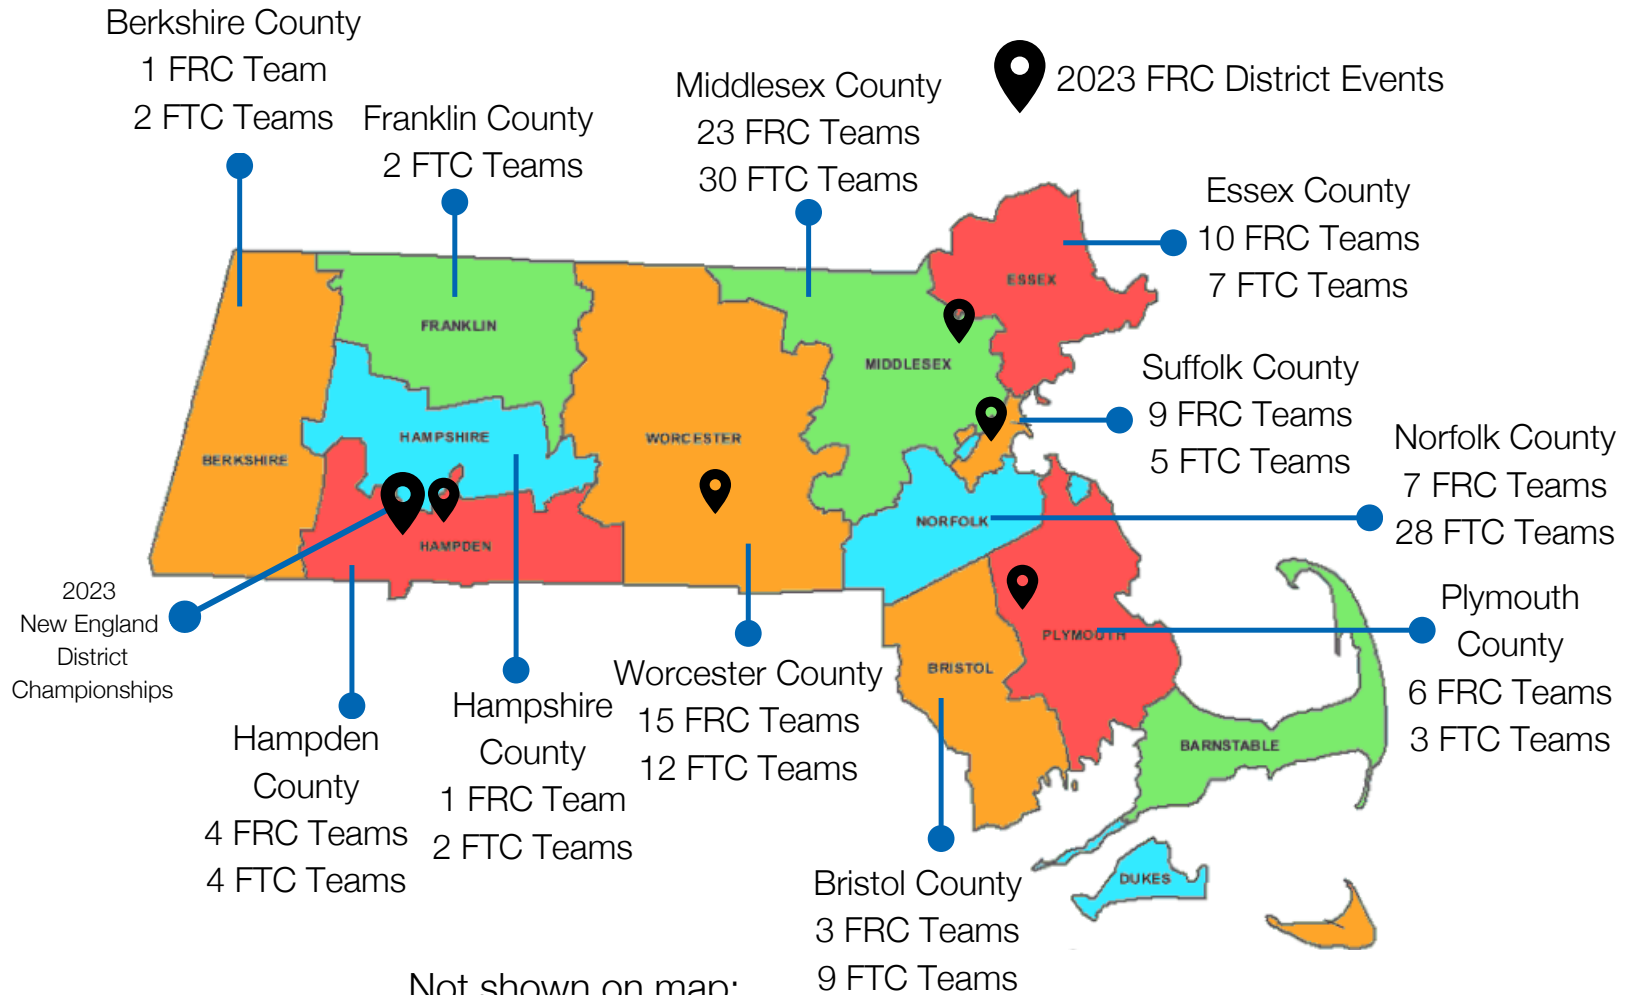 Berkshire County
1 FRC Team
2 FTC Teams
Franklin County
2 FTC Teams
Middlesex County
23 FRC Teams
30 FTC Teams
2023 FRC District Events
Essex County
10 FRC Teams
7 FTC Teams
Suffolk County
9 FRC Teams
5 FTC Teams
Norfolk County
7 FRC Teams
28 FTC Teams
Plymouth
County
6 FRC Teams
3 FTC Teams
ESSEX
FRANKLIN
MIDDLESEX
HAMPSHIRE
WORCESTER
BERKSHIRE
NORFOLK
HAMPDEN
PLYMOUTH
BRISTOL
BARNSTABLE
DUKES
2023
New England
District
Championships
Hampden
County
4 FRC Teams
4 FTC Teams
Hampshire
County
1 FRC Team
2 FTC Teams
Worcester County
15 FRC Teams
12 FTC Teams
Bristol County
3 FRC Teams
9 FTC Teams
Not shown on map: